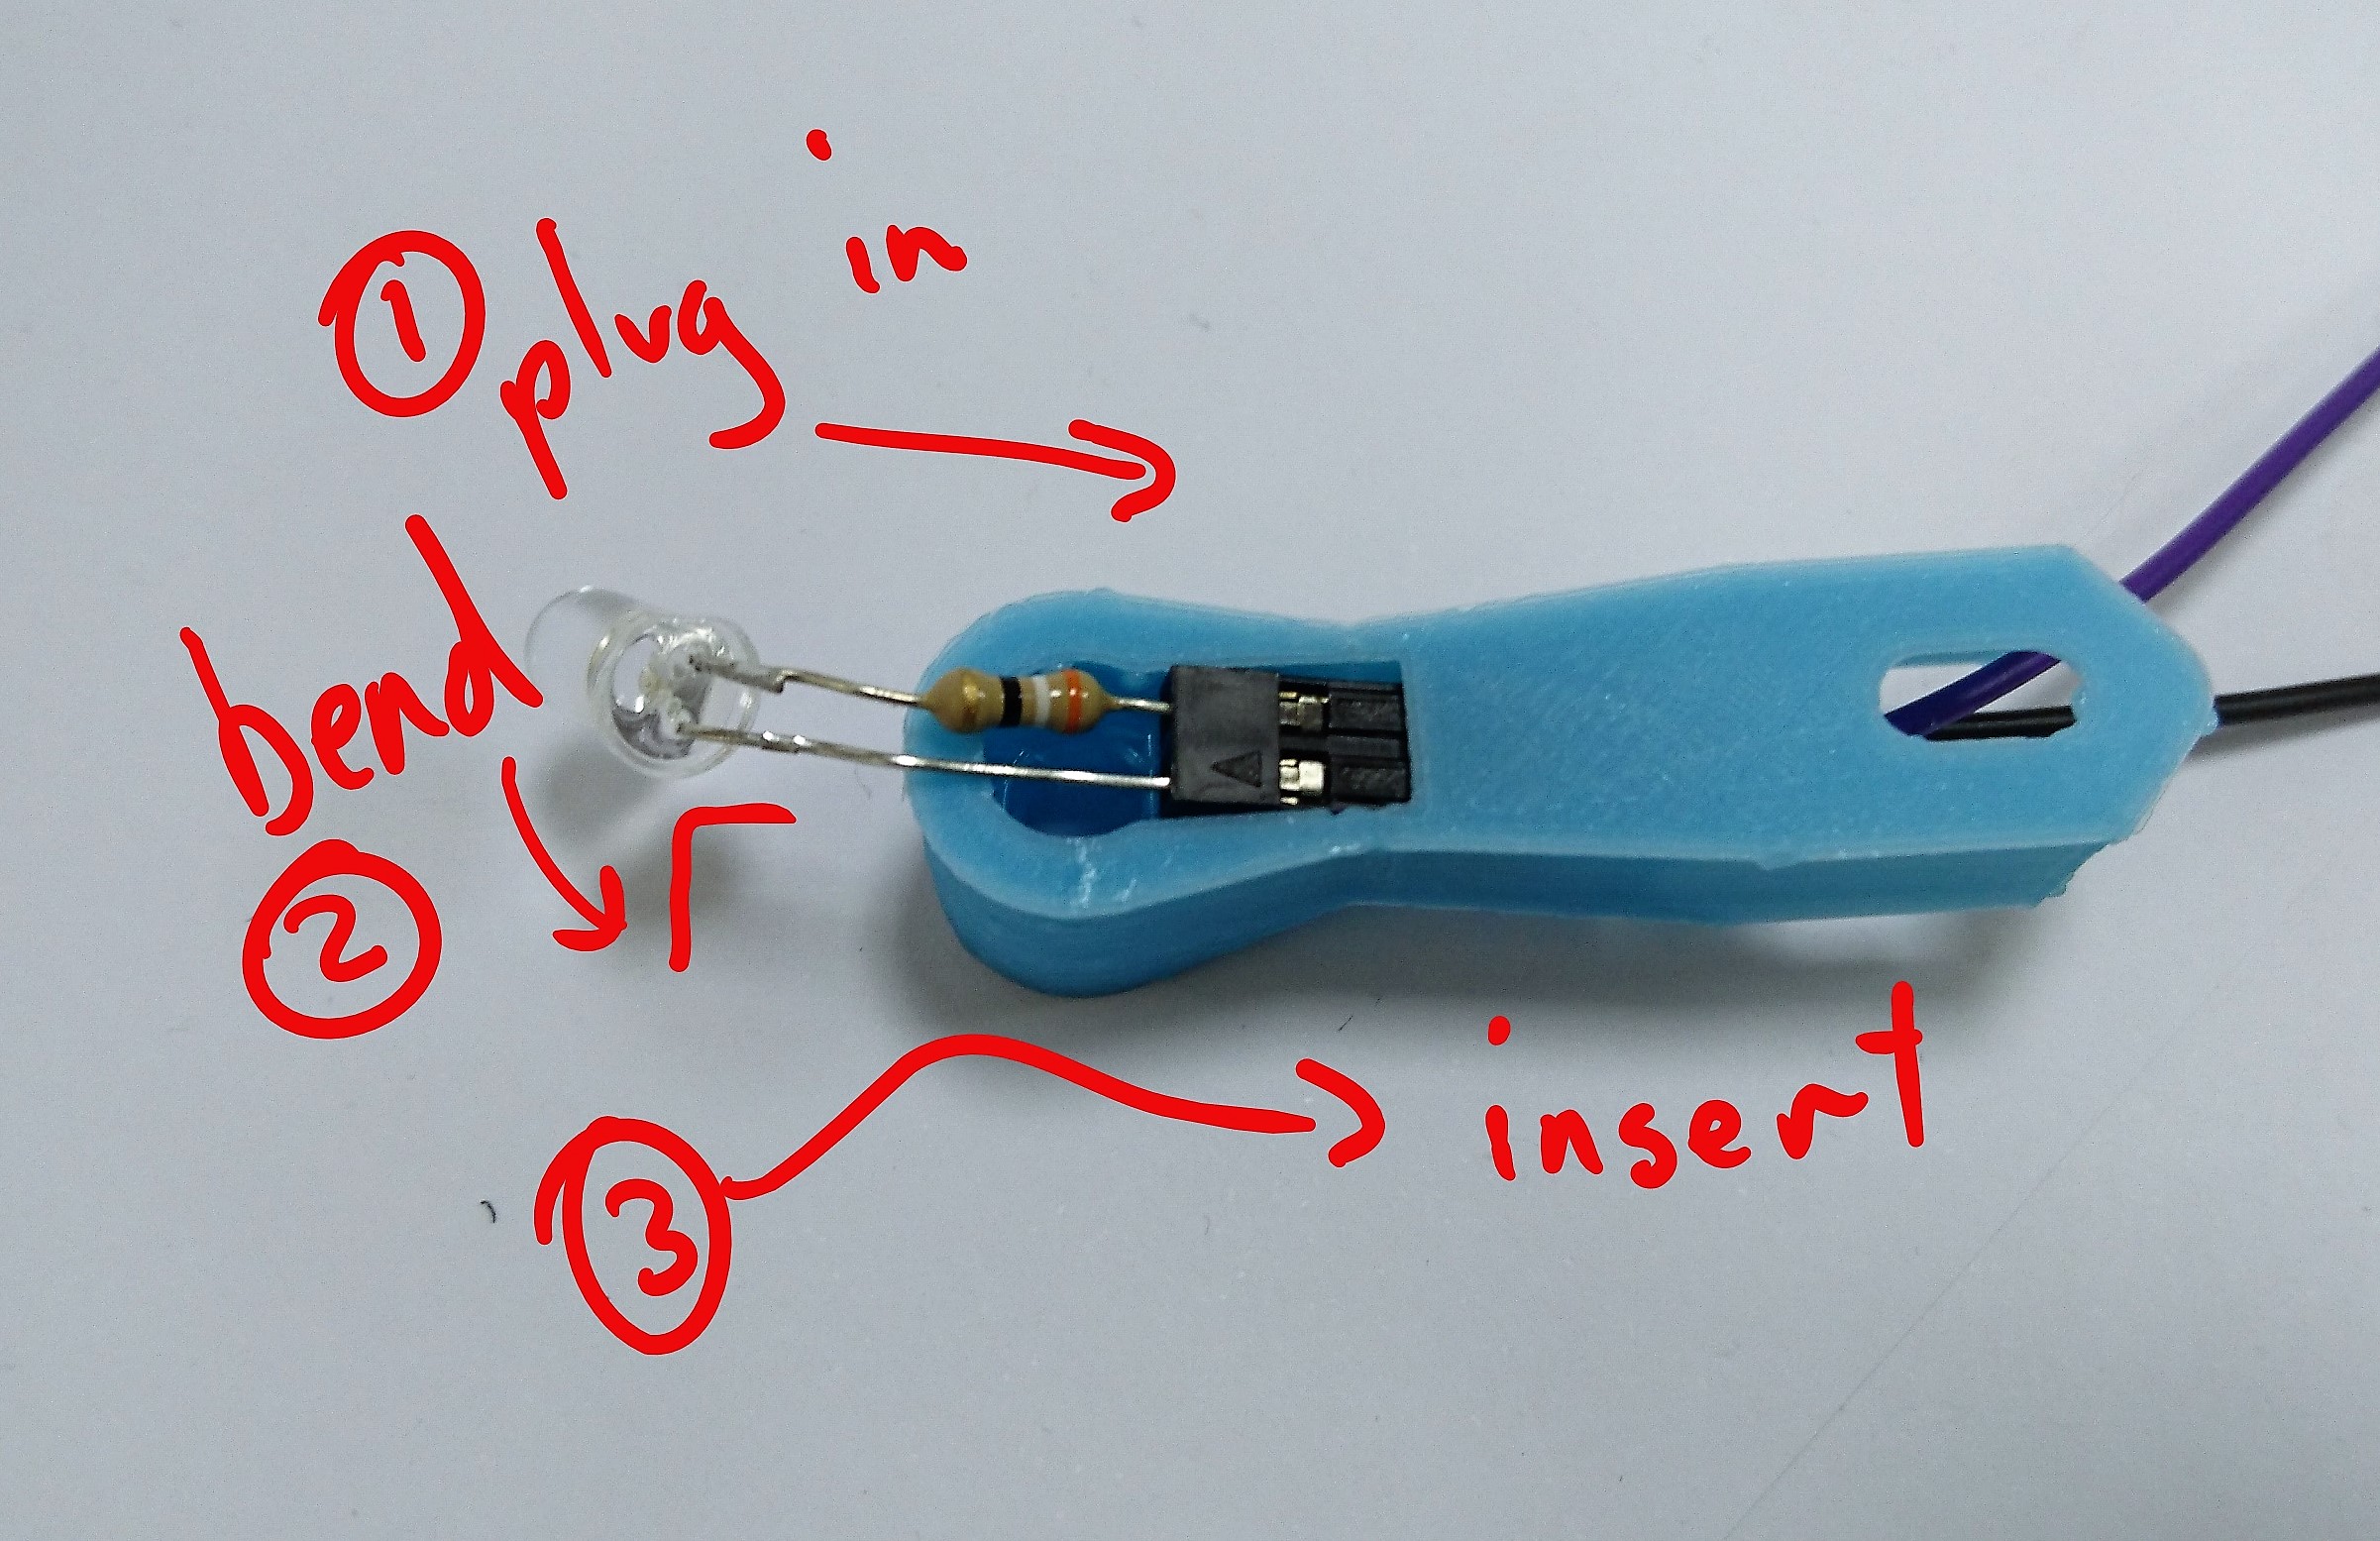 ① plug in
bend
②
③ → insert